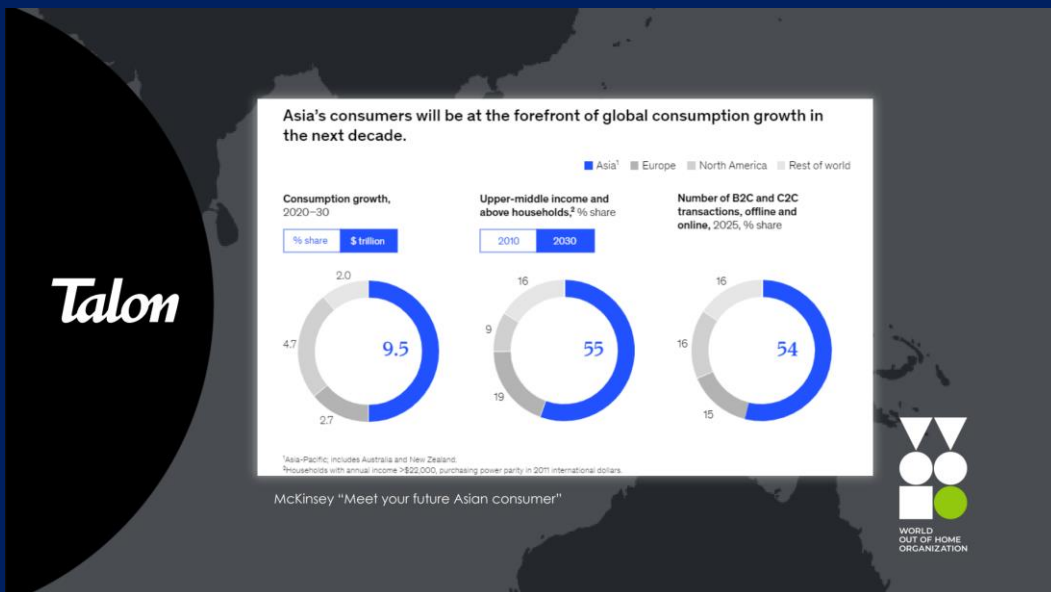 Talon
Asia's consumers will be at the forefront of global consumption growth in
the next decade.
Asia¹ Europe North America Rest of world
Consumption growth,
2020–30
% share $ trillion
2.0
4.7
9.5
2.7
Upper-middle income and
above households,² % share
2010 2030
16
9
55
19
Number of B2C and C2C
transactions, offline and
online, 2025, % share
16
16
54
15
¹Asia-Pacific; includes Australia and New Zealand.
²Households with annual income >$22,000, purchasing power parity in 2011 international dollars.
McKinsey “Meet your future Asian consumer”
WORLD
OUT OF HOME
ORGANIZATION